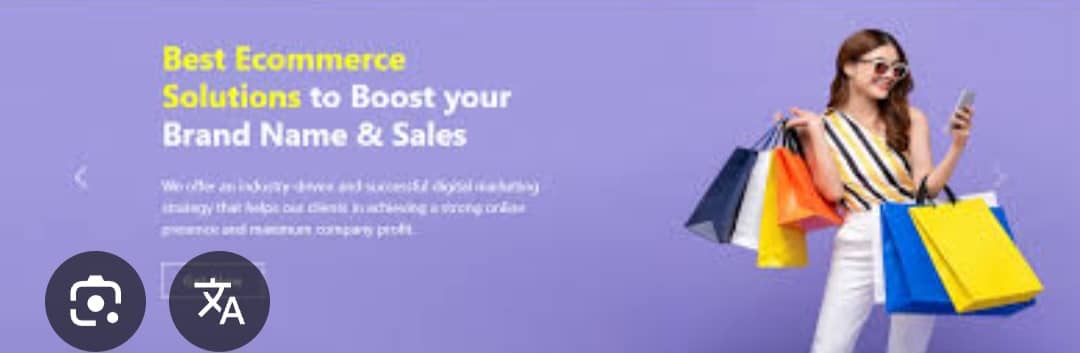 Best Ecommerce
Solutions to Boost your
Brand Name & Sales
We offer an industry-driven and successful digital marketing
strategy that helps our clients in achieving a strong online
presence and maximum company profit.